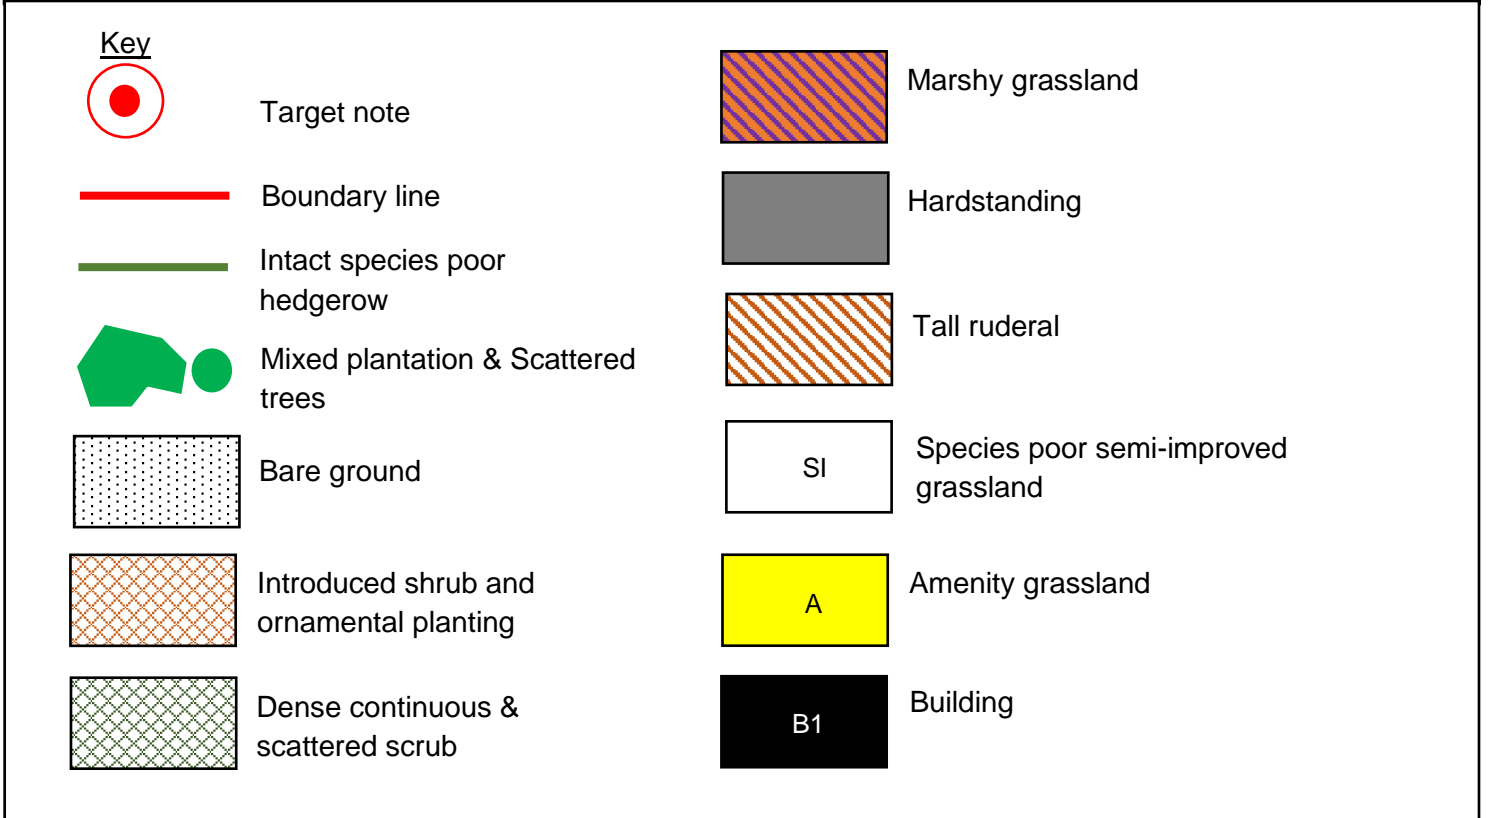 Key
Target note
Boundary line
Intact species poor
hedgerow
Mixed plantation & Scattered
trees
Bare ground
Introduced shrub and
ornamental planting
Dense continuous &
scattered scrub
Marshy grassland
Hardstanding
Tall ruderal
SI
Species poor semi-improved
grassland
A
Amenity grassland
B1
Building